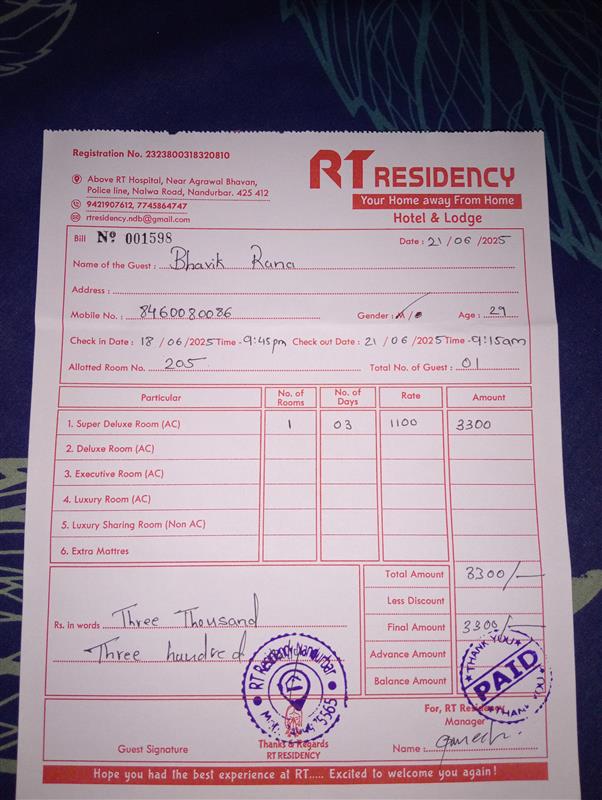 Registration No. 2323800318320810
RT RESIDENCY
Your Home away From Home
Hotel & Lodge
Above RT Hospital, Near Agrawal Bhavan,
Police line, Nalwa Road, Nandurbar. 425 412
9421907612, 7745864747
rtresidency.ndb@gmail.com
Bill No 001598 Date : 21 / 06 / 2025
Name of the Guest : Bhavik Rana
Address :
Mobile No. : 8460080086 Gender : M / Age : 29
Check in Date : 18 / 06 / 2025 Time - 9:45pm Check out Date : 21 / 06 / 2025 Time - 9:15am
Allotted Room No. 205 Total No. of Guest : 01
Particular No. of Rooms No. of Days Rate Amount
1. Super Deluxe Room (AC) 1 03 1100 3300
2. Deluxe Room (AC)
3. Executive Room (AC)
4. Luxury Room (AC)
5. Luxury Sharing Room (Non AC)
6. Extra Mattres
Total Amount 3300/-
Less Discount
Rs. in words Three Thousand Final Amount 3300/-
Three hundred Advance Amount
Balance Amount
RT Residency Nandurbar
THANK YOU
PAID
THANK
For, RT Residency
Manager
Guest Signature Thanks & Regards Name :
RT RESIDENCY
Hope you had the best experience at RT..... Excited to welcome you again!